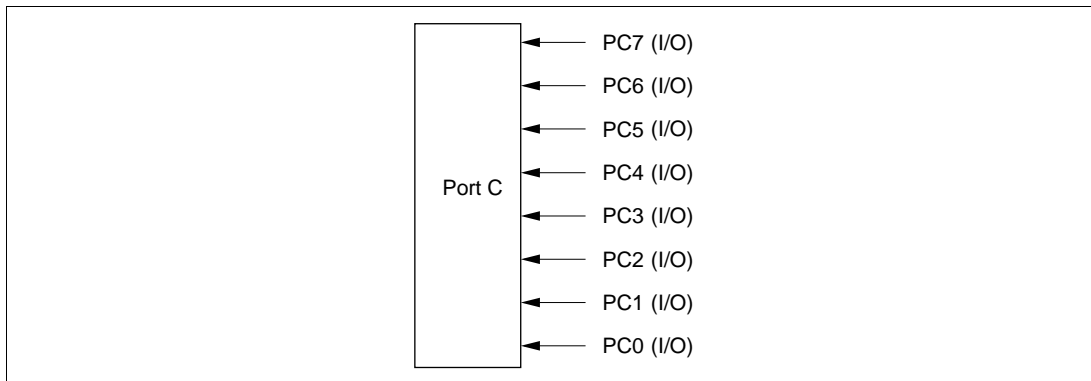 PC7 (I/O)
PC6 (I/O)
PC5 (I/O)
PC4 (I/O)
Port C
PC3 (I/O)
PC2 (I/O)
PC1 (I/O)
PC0 (I/O)